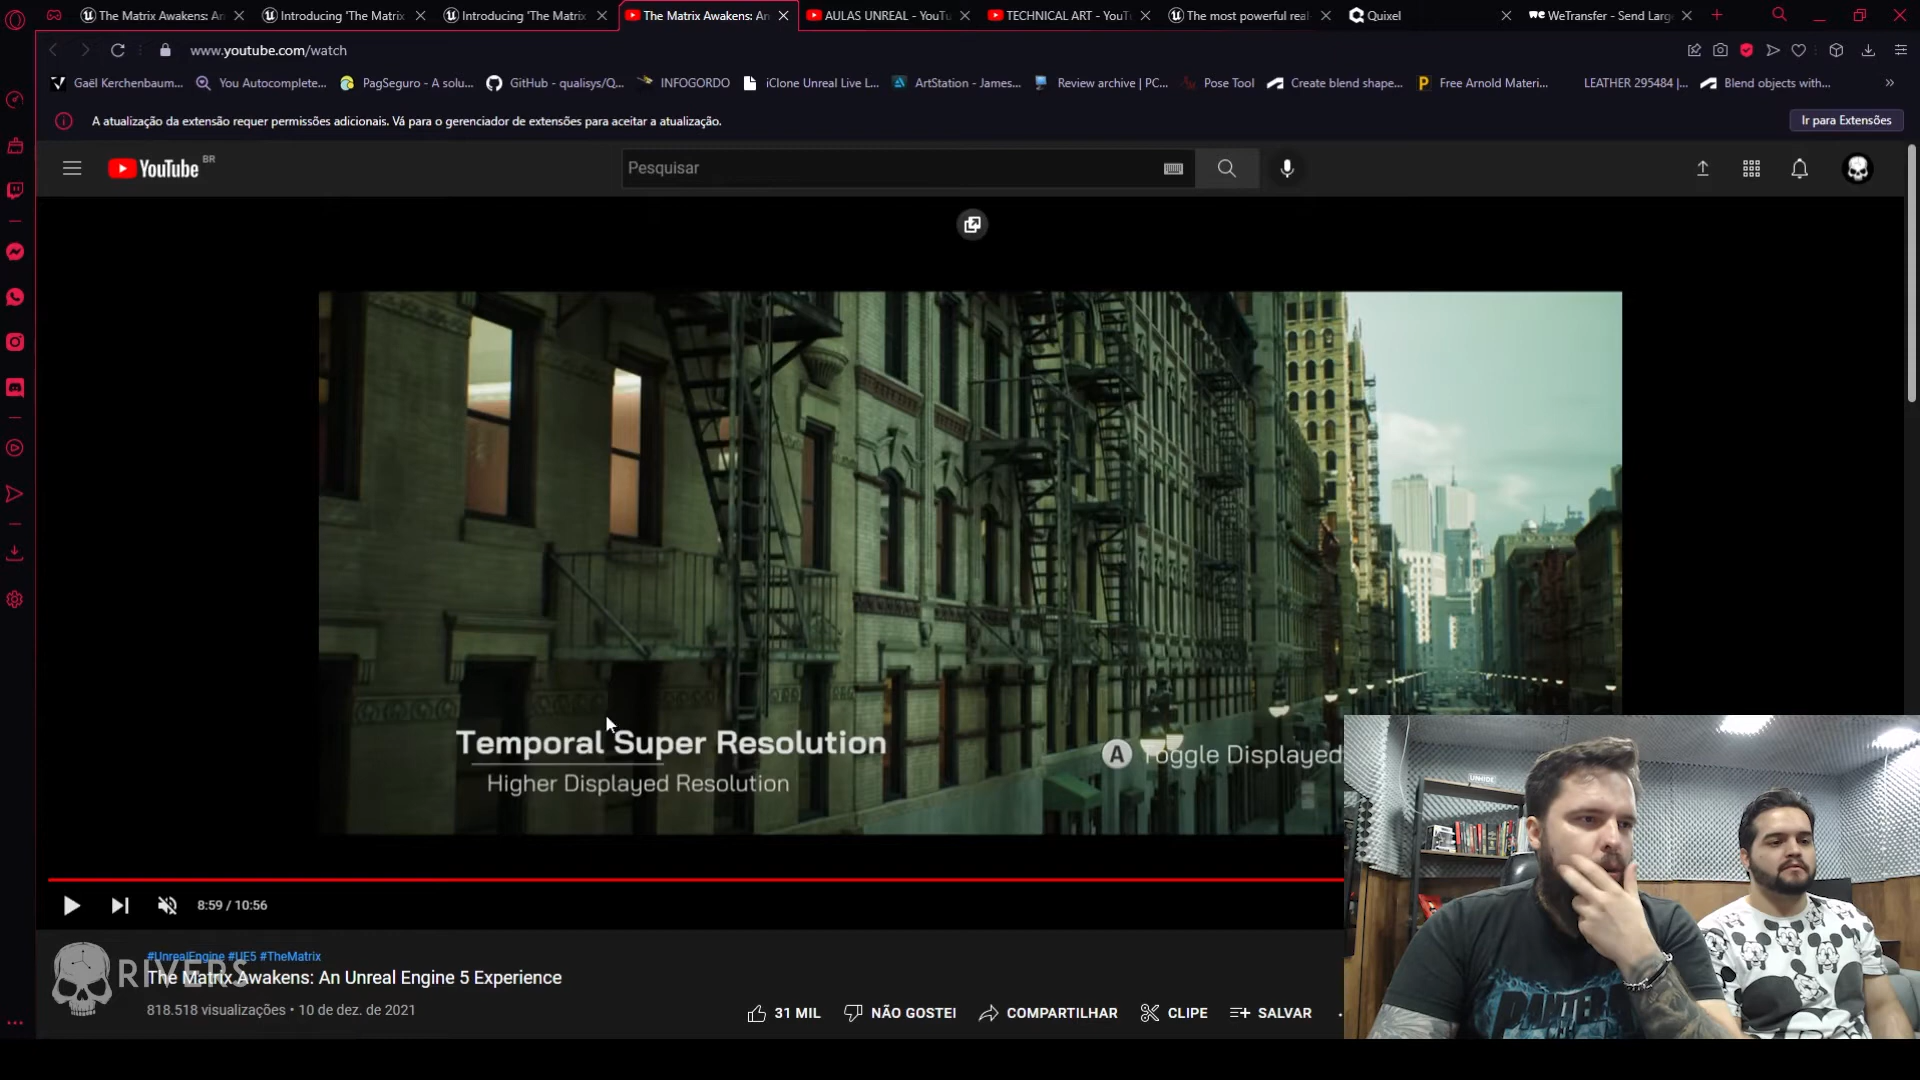 The Matrix Awakens: An
Introducing 'The Matrix
Introducing 'The Matrix
The Matrix Awakens: An
AULAS UNREAL - YouTu
TECHNICAL ART - YouTu
The most powerful real-
Quixel
WeTransfer - Send Large
www.youtube.com/watch
Gaël Kerchenbaum...
You Autocomplete...
PagSeguro - A solu...
GitHub - qualisys/Q...
INFOGORDO
iClone Unreal Live L...
ArtStation - James...
Review archive | PC...
Pose Tool
Create blend shape...
Free Arnold Materi...
LEATHER 295484 |...
Blend objects with...
A atualização da extensão requer permissões adicionais. Vá para o gerenciador de extensões para aceitar a atualização.
Ir para Extensões
YouTube BR
Pesquisar
Temporal Super Resolution
Higher Displayed Resolution
A Toggle Displayed
UNHIDE
8:59 / 10:56
#UnrealEngine #UE5 #TheMatrix
RIVERS
The Matrix Awakens: An Unreal Engine 5 Experience
818.518 visualizações • 10 de dez. de 2021
31 MIL
NÃO GOSTEI
COMPARTILHAR
CLIPE
SALVAR
PANTERA